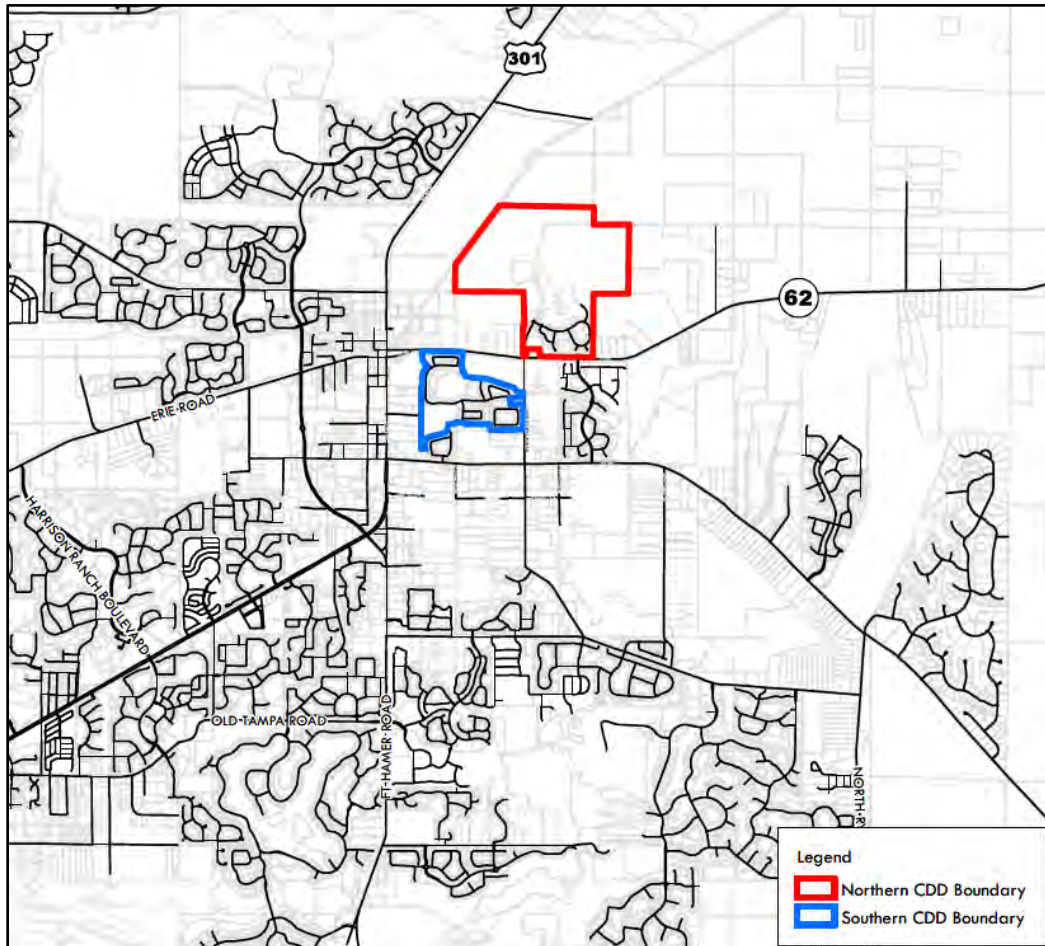 301
62
ERIE ROAD
HARRISON RANCH BOULEVARD
OLD TAMPA ROAD
FT HAMER ROAD
Legend
Northern CDD Boundary
Southern CDD Boundary